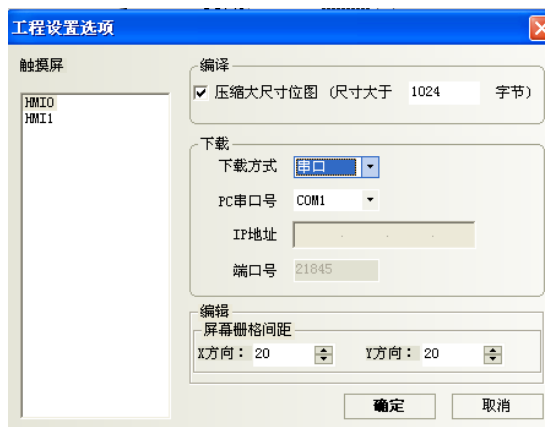 工程设置选项
触摸屏
HMI0
HMI1
编译
压缩大尺寸位图 (尺寸大于 1024 字节)
下载
下载方式 串口
PC串口号 COM1
IP地址 . . .
端口号 21845
编辑
屏幕栅格间距
X方向: 20 Y方向: 20
确定 取消